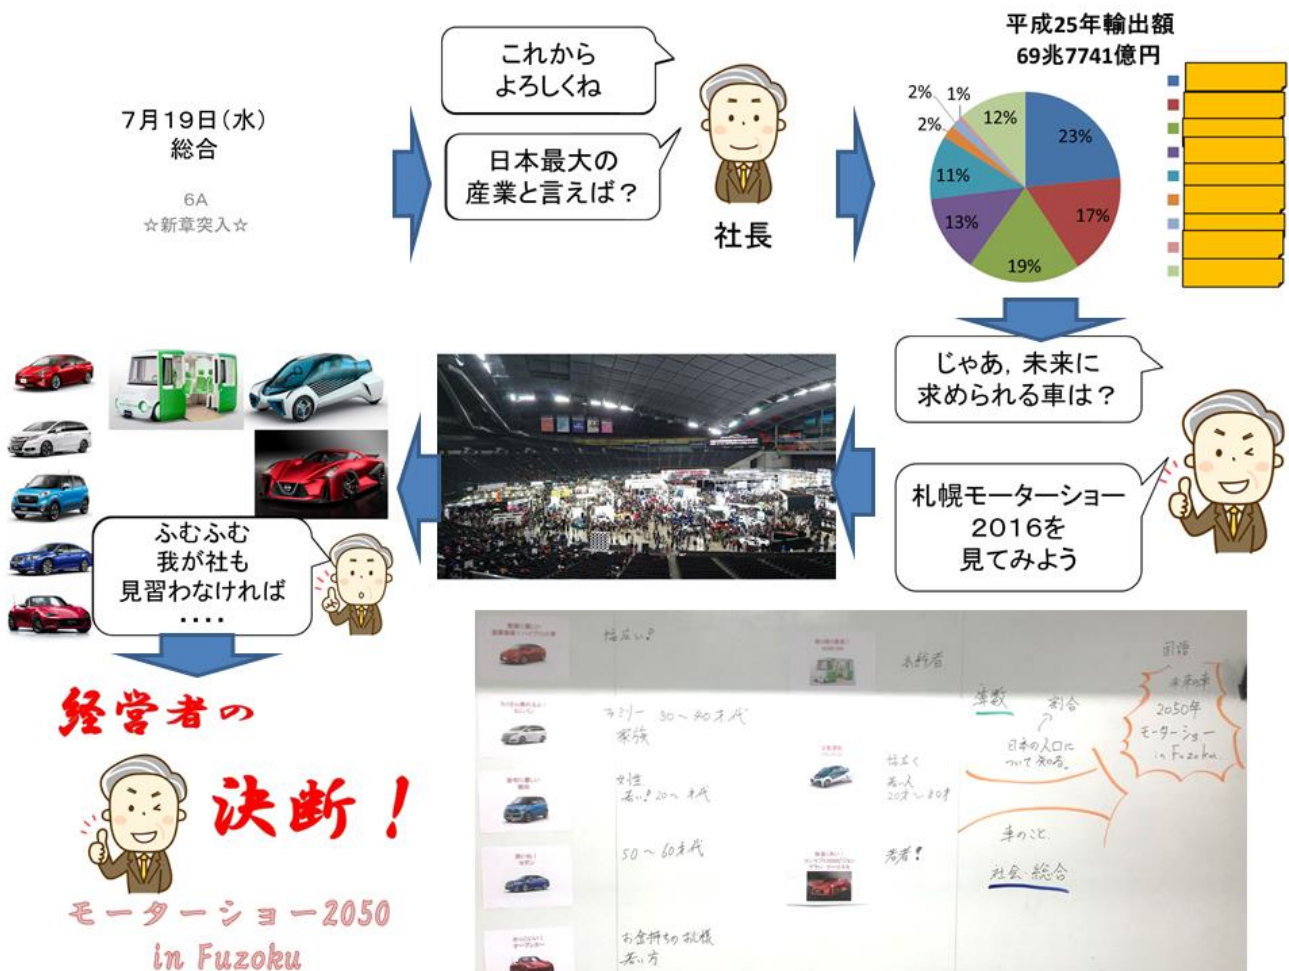 7月19日(水)
総合
6A
☆新章突入☆
これから
よろしくね
日本最大の
産業と言えば?
社長
平成25年輸出額
69兆7741億円
23%
17%
19%
13%
11%
2%
2%
1%
12%
じゃあ,未来に
求められる車は?
札幌モーターショー
2016を
見てみよう
ふむふむ
我が社も
見習わなければ
‥‥
経営者の
決断!
モーターショー2050
in Fuzoku
幅広い?
ファミリー 30~40才代
家族
女性
若い!20~ 才代
50~60才代
お金持ちの
若い方
高齢者
幅広く
若人
20才~80才
若者!
算数
割合
日本の人口に
ついて知る。
車のこと
社会・総合
国語
未来の車
2050年
モーターショー
in Fuzoku